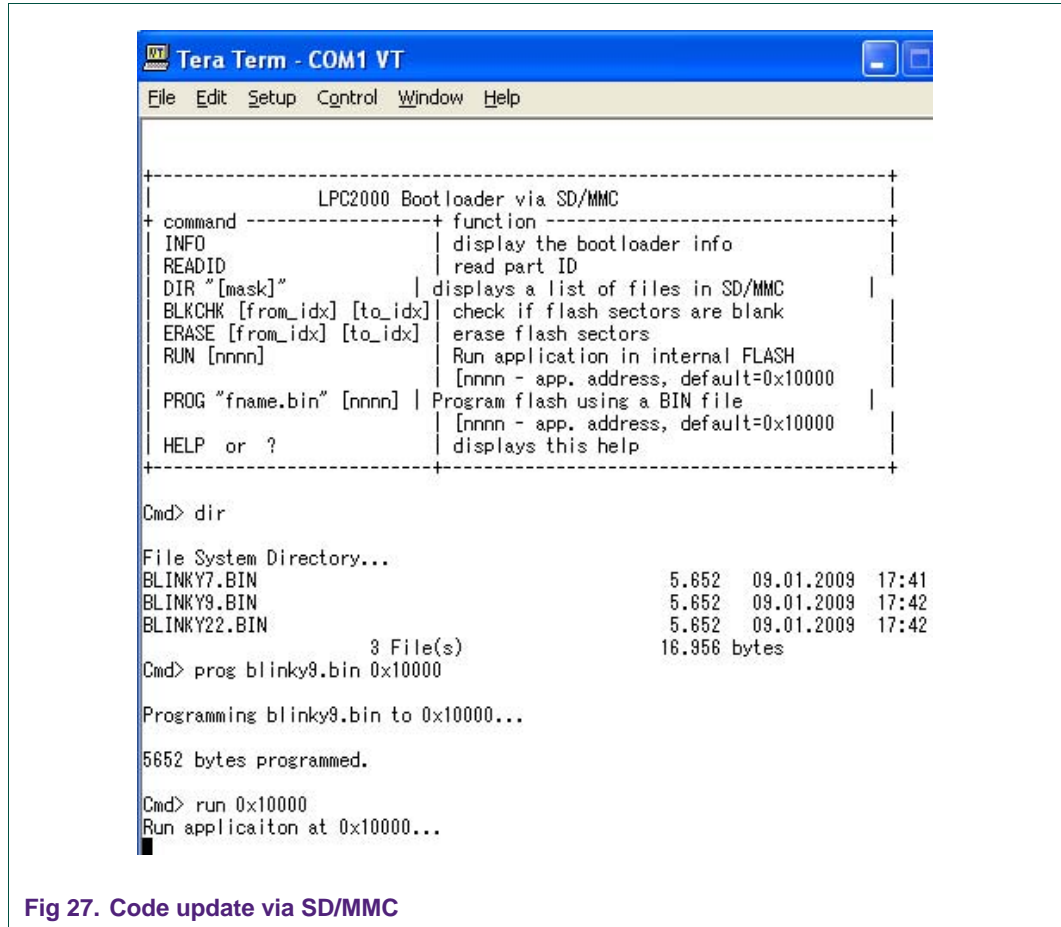 Tera Term - COM1 VT
File Edit Setup Control Window Help
+-----------------------------------------------------------------------+
| LPC2000 Bootloader via SD/MMC |
+ command ------------------+ function ---------------------------------+
| INFO | display the bootloader info |
| READID | read part ID |
| DIR "[mask]" | displays a list of files in SD/MMC |
| BLKCHK [from_idx] [to_idx]| check if flash sectors are blank |
| ERASE [from_idx] [to_idx] | erase flash sectors |
| RUN [nnnn] | Run application in internal FLASH |
| | [nnnn - app. address, default=0x10000 |
| PROG "fname.bin" [nnnn] | Program flash using a BIN file |
| | [nnnn - app. address, default=0x10000 |
| HELP or ? | displays this help |
+---------------------------+-------------------------------------------+
Cmd> dir
File System Directory...
BLINKY7.BIN 5.652 09.01.2009 17:41
BLINKY9.BIN 5.652 09.01.2009 17:42
BLINKY22.BIN 5.652 09.01.2009 17:42
3 File(s) 16.956 bytes
Cmd> prog blinky9.bin 0x10000
Programming blinky9.bin to 0x10000...
5652 bytes programmed.
Cmd> run 0x10000
Run applicaiton at 0x10000...
Fig 27. Code update via SD/MMC